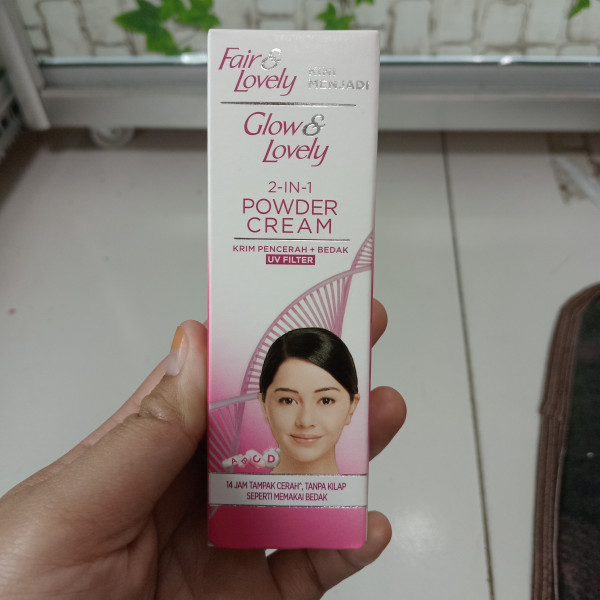 Fair &
Lovely
KINI
MENJADI
Glow &
Lovely
2-IN-1
POWDER
CREAM
KRIM PENCERAH + BEDAK
UV FILTER
A B C D
14 JAM TAMPAK CERAH*, TANPA KILAP
SEPERTI MEMAKAI BEDAK